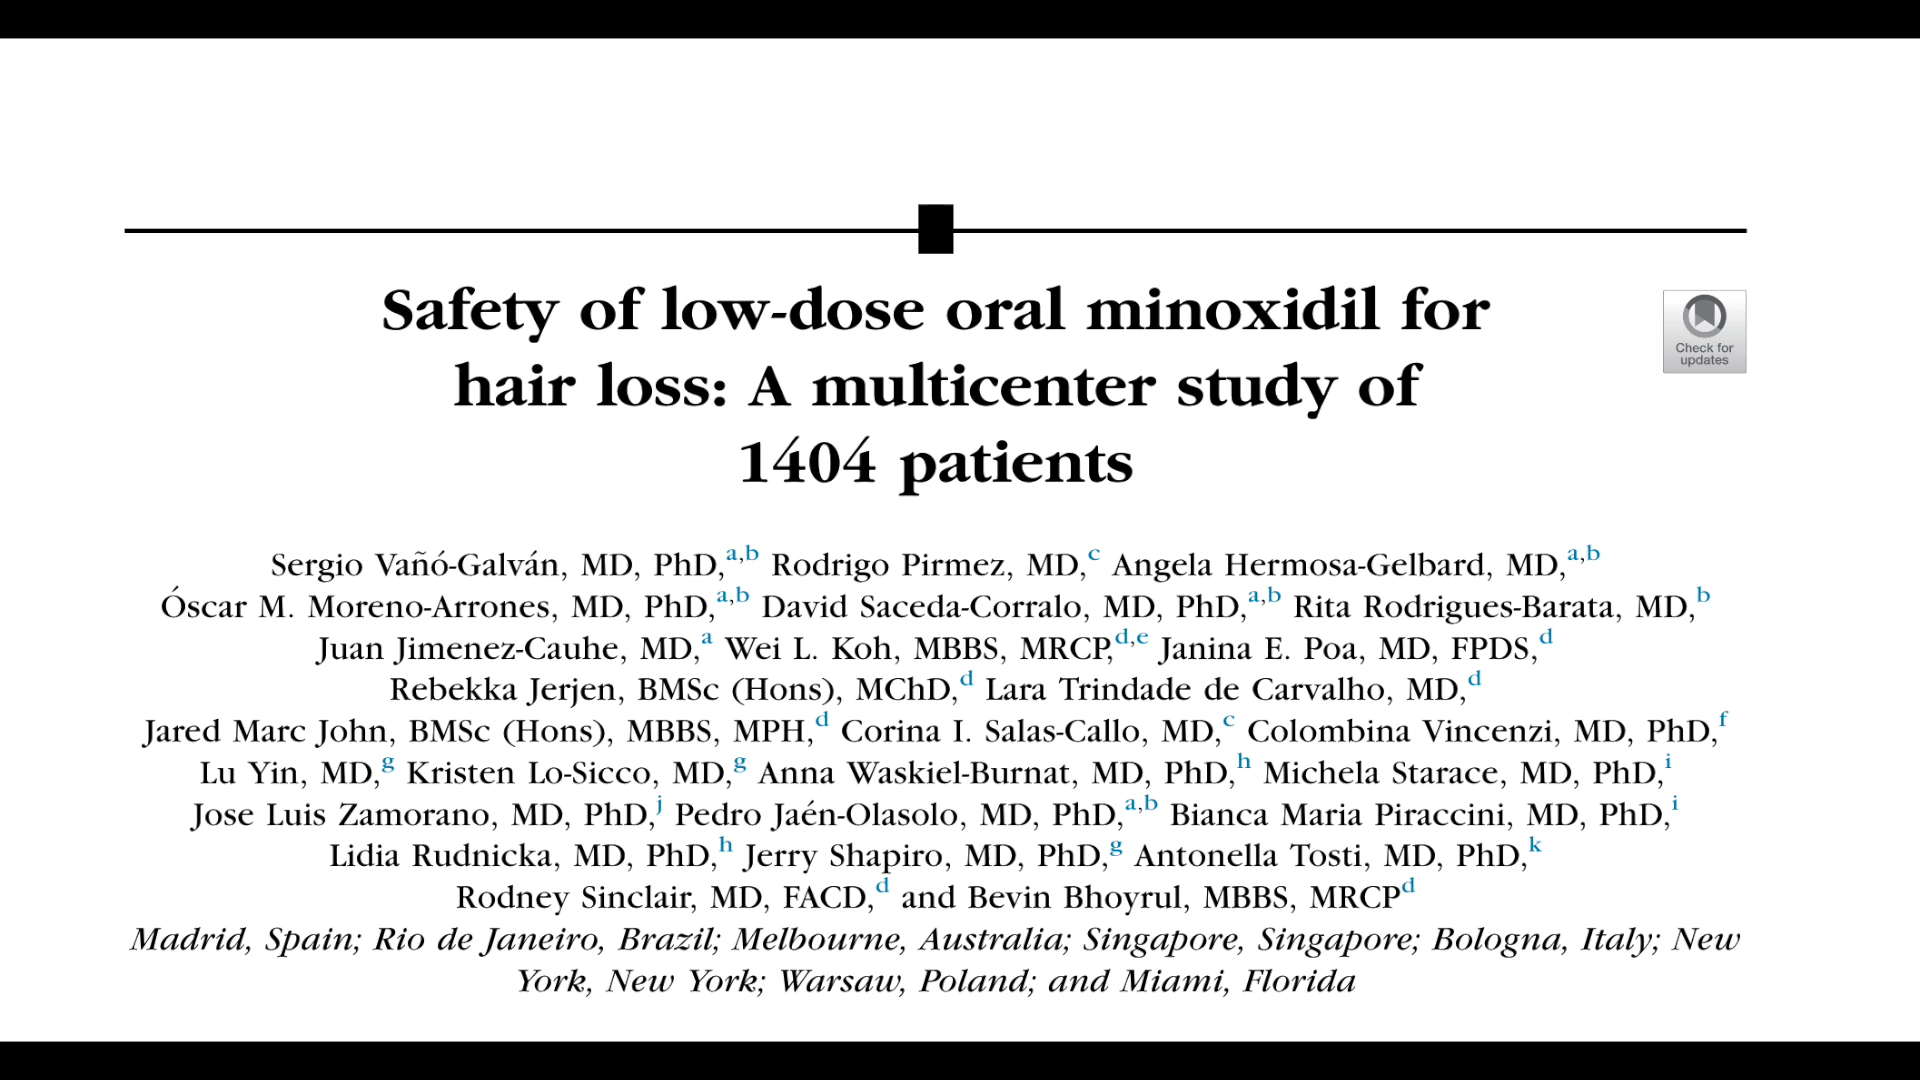 Safety of low-dose oral minoxidil for
hair loss: A multicenter study of
1404 patients
Check for
updates
Sergio Vañó-Galván, MD, PhD,a,b Rodrigo Pirmez, MD,c Angela Hermosa-Gelbard, MD,a,b
Óscar M. Moreno-Arrones, MD, PhD,a,b David Saceda-Corralo, MD, PhD,a,b Rita Rodrigues-Barata, MD,b
Juan Jimenez-Cauhe, MD,a Wei L. Koh, MBBS, MRCP,d,e Janina E. Poa, MD, FPDS,d
Rebekka Jerjen, BMSc (Hons), MChD,d Lara Trindade de Carvalho, MD,d
Jared Marc John, BMSc (Hons), MBBS, MPH,d Corina I. Salas-Callo, MD,c Colombina Vincenzi, MD, PhD,f
Lu Yin, MD,g Kristen Lo-Sicco, MD,g Anna Waskiel-Burnat, MD, PhD,h Michela Starace, MD, PhD,i
Jose Luis Zamorano, MD, PhD,j Pedro Jaén-Olasolo, MD, PhD,a,b Bianca Maria Piraccini, MD, PhD,i
Lidia Rudnicka, MD, PhD,h Jerry Shapiro, MD, PhD,g Antonella Tosti, MD, PhD,k
Rodney Sinclair, MD, FACD,d and Bevin Bhoyrul, MBBS, MRCPd
Madrid, Spain; Rio de Janeiro, Brazil; Melbourne, Australia; Singapore, Singapore; Bologna, Italy; New
York, New York; Warsaw, Poland; and Miami, Florida